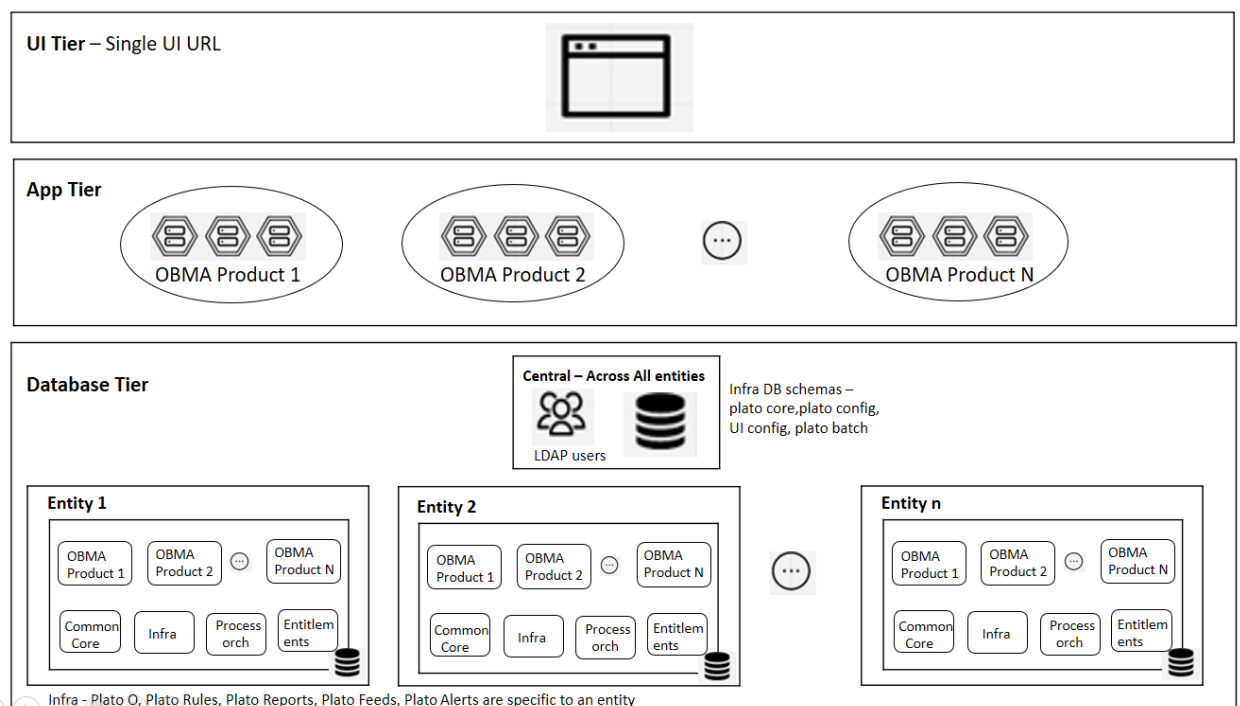 UI Tier – Single UI URL
App Tier
OBMA Product 1
OBMA Product 2
OBMA Product N
Database Tier
Central – Across All entities
LDAP users
Infra DB schemas –
plato core,plato config,
UI config, plato batch
Entity 1
OBMA
Product 1
OBMA
Product 2
OBMA
Product N
Common
Core
Infra
Process
orch
Entitlem
ents
Entity 2
OBMA
Product 1
OBMA
Product 2
OBMA
Product N
Common
Core
Infra
Process
orch
Entitlem
ents
Entity n
OBMA
Product 1
OBMA
Product 2
OBMA
Product N
Common
Core
Infra
Process
orch
Entitlem
ents
Infra - Plato O, Plato Rules, Plato Reports, Plato Feeds, Plato Alerts are specific to an entity